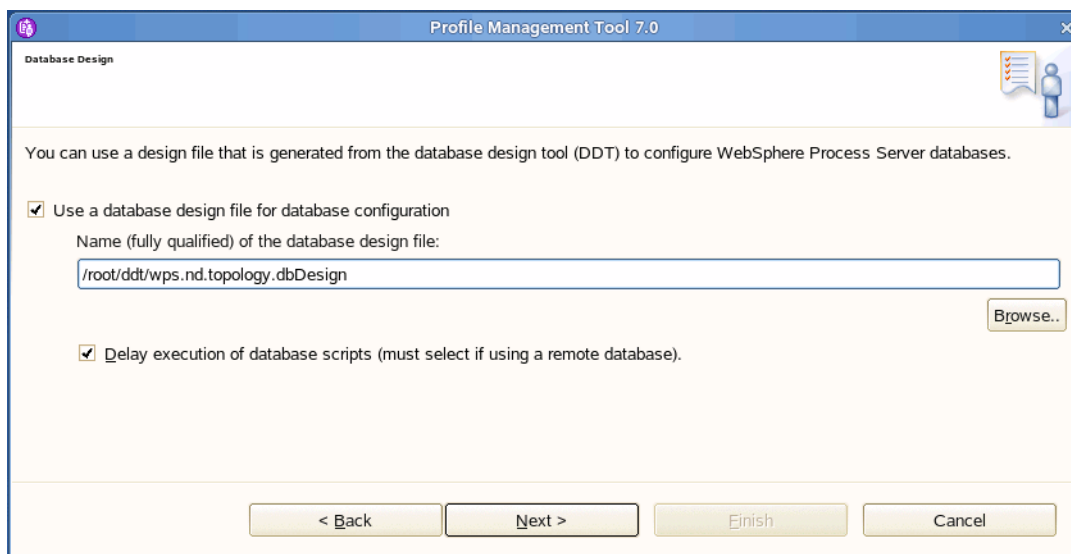 Profile Management Tool 7.0
Database Design
You can use a design file that is generated from the database design tool (DDT) to configure WebSphere Process Server databases.
Use a database design file for database configuration
Name (fully qualified) of the database design file:
/root/ddt/wps.nd.topology.dbDesign
Browse..
Delay execution of database scripts (must select if using a remote database).
< Back
Next >
Finish
Cancel